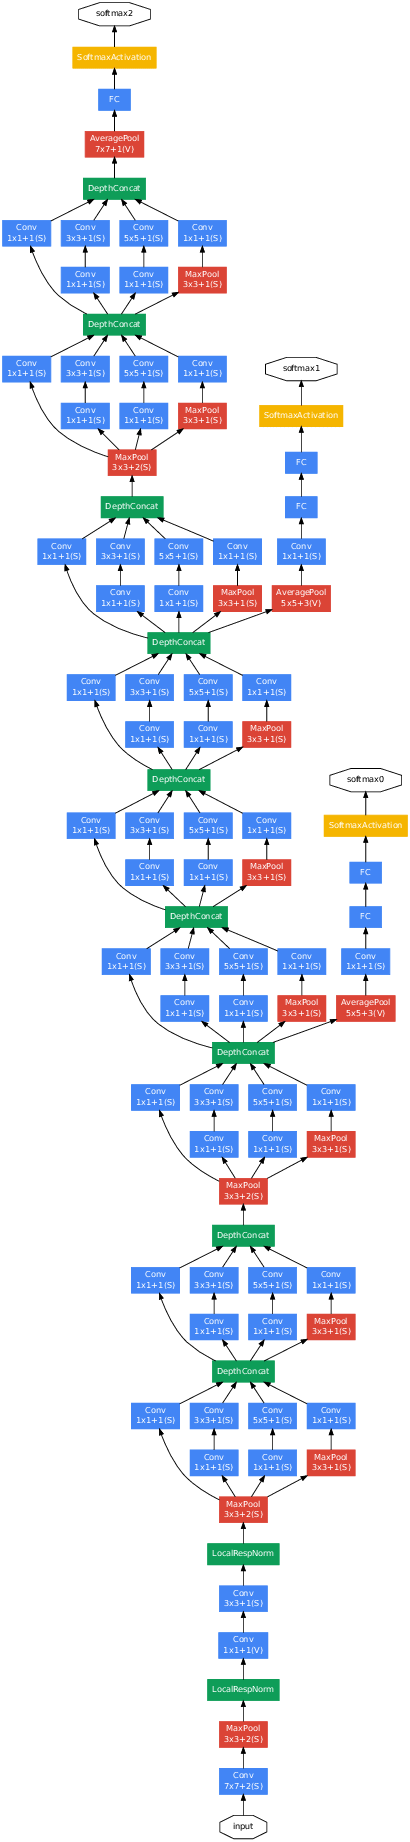 softmax2
SoftmaxActivation
FC
AveragePool
7x7+1(V)
DepthConcat
Conv
1x1+1(S)
Conv
3x3+1(S)
Conv
5x5+1(S)
Conv
1x1+1(S)
Conv
1x1+1(S)
Conv
1x1+1(S)
MaxPool
3x3+1(S)
DepthConcat
Conv
1x1+1(S)
Conv
3x3+1(S)
Conv
5x5+1(S)
Conv
1x1+1(S)
softmax1
Conv
1x1+1(S)
Conv
1x1+1(S)
MaxPool
3x3+1(S)
SoftmaxActivation
MaxPool
3x3+2(S)
FC
DepthConcat
FC
Conv
1x1+1(S)
Conv
3x3+1(S)
Conv
5x5+1(S)
Conv
1x1+1(S)
Conv
1x1+1(S)
Conv
1x1+1(S)
Conv
1x1+1(S)
MaxPool
3x3+1(S)
AveragePool
5x5+3(V)
DepthConcat
Conv
1x1+1(S)
Conv
3x3+1(S)
Conv
5x5+1(S)
Conv
1x1+1(S)
Conv
1x1+1(S)
Conv
1x1+1(S)
MaxPool
3x3+1(S)
DepthConcat
softmax0
Conv
1x1+1(S)
Conv
3x3+1(S)
Conv
5x5+1(S)
Conv
1x1+1(S)
SoftmaxActivation
Conv
1x1+1(S)
Conv
1x1+1(S)
MaxPool
3x3+1(S)
FC
DepthConcat
FC
Conv
1x1+1(S)
Conv
3x3+1(S)
Conv
5x5+1(S)
Conv
1x1+1(S)
Conv
1x1+1(S)
Conv
1x1+1(S)
Conv
1x1+1(S)
MaxPool
3x3+1(S)
AveragePool
5x5+3(V)
DepthConcat
Conv
1x1+1(S)
Conv
3x3+1(S)
Conv
5x5+1(S)
Conv
1x1+1(S)
Conv
1x1+1(S)
Conv
1x1+1(S)
MaxPool
3x3+1(S)
MaxPool
3x3+2(S)
DepthConcat
Conv
1x1+1(S)
Conv
3x3+1(S)
Conv
5x5+1(S)
Conv
1x1+1(S)
Conv
1x1+1(S)
Conv
1x1+1(S)
MaxPool
3x3+1(S)
DepthConcat
Conv
1x1+1(S)
Conv
3x3+1(S)
Conv
5x5+1(S)
Conv
1x1+1(S)
Conv
1x1+1(S)
Conv
1x1+1(S)
MaxPool
3x3+1(S)
MaxPool
3x3+2(S)
LocalRespNorm
Conv
3x3+1(S)
Conv
1x1+1(V)
LocalRespNorm
MaxPool
3x3+2(S)
Conv
7x7+2(S)
input